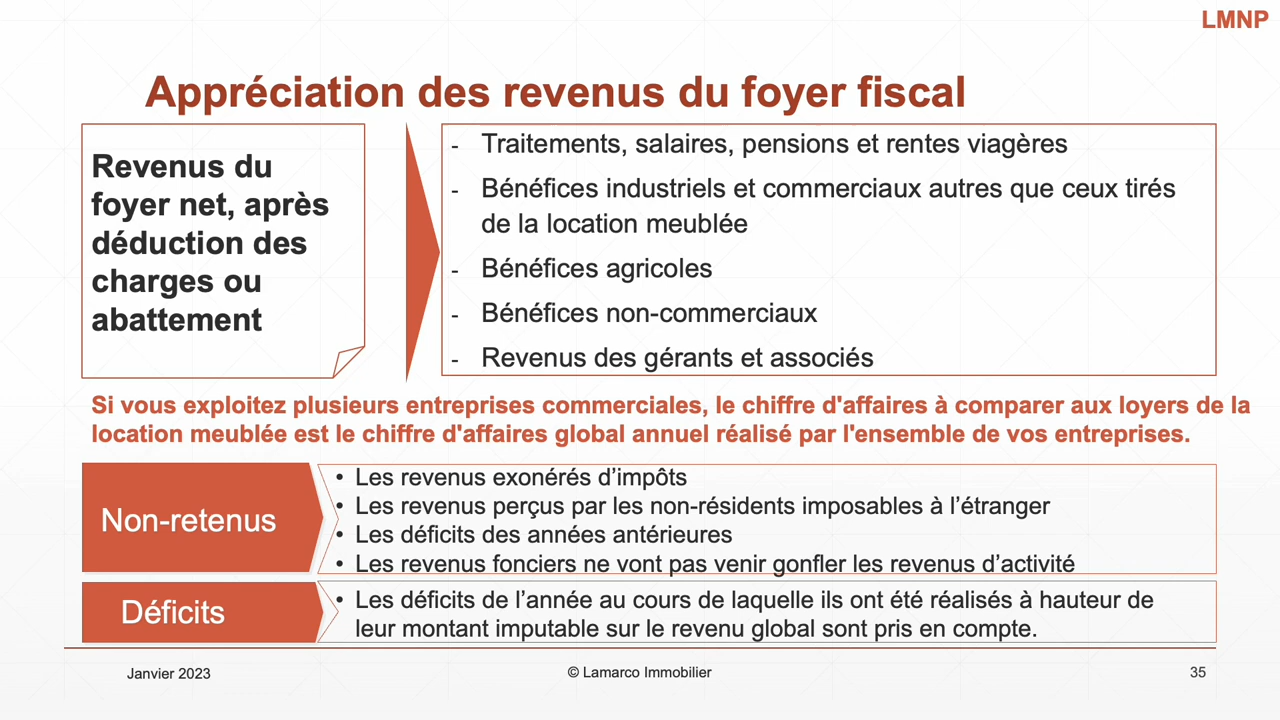 LMNP
Appréciation des revenus du foyer fiscal
Revenus du
foyer net, après
déduction des
charges ou
abattement
- Traitements, salaires, pensions et rentes viagères
- Bénéfices industriels et commerciaux autres que ceux tirés
de la location meublée
- Bénéfices agricoles
- Bénéfices non-commerciaux
- Revenus des gérants et associés
Si vous exploitez plusieurs entreprises commerciales, le chiffre d'affaires à comparer aux loyers de la
location meublée est le chiffre d'affaires global annuel réalisé par l'ensemble de vos entreprises.
Non-retenus
• Les revenus exonérés d’impôts
• Les revenus perçus par les non-résidents imposables à l’étranger
• Les déficits des années antérieures
• Les revenus fonciers ne vont pas venir gonfler les revenus d’activité
Déficits
• Les déficits de l’année au cours de laquelle ils ont été réalisés à hauteur de
leur montant imputable sur le revenu global sont pris en compte.
Janvier 2023
© Lamarco Immobilier
35